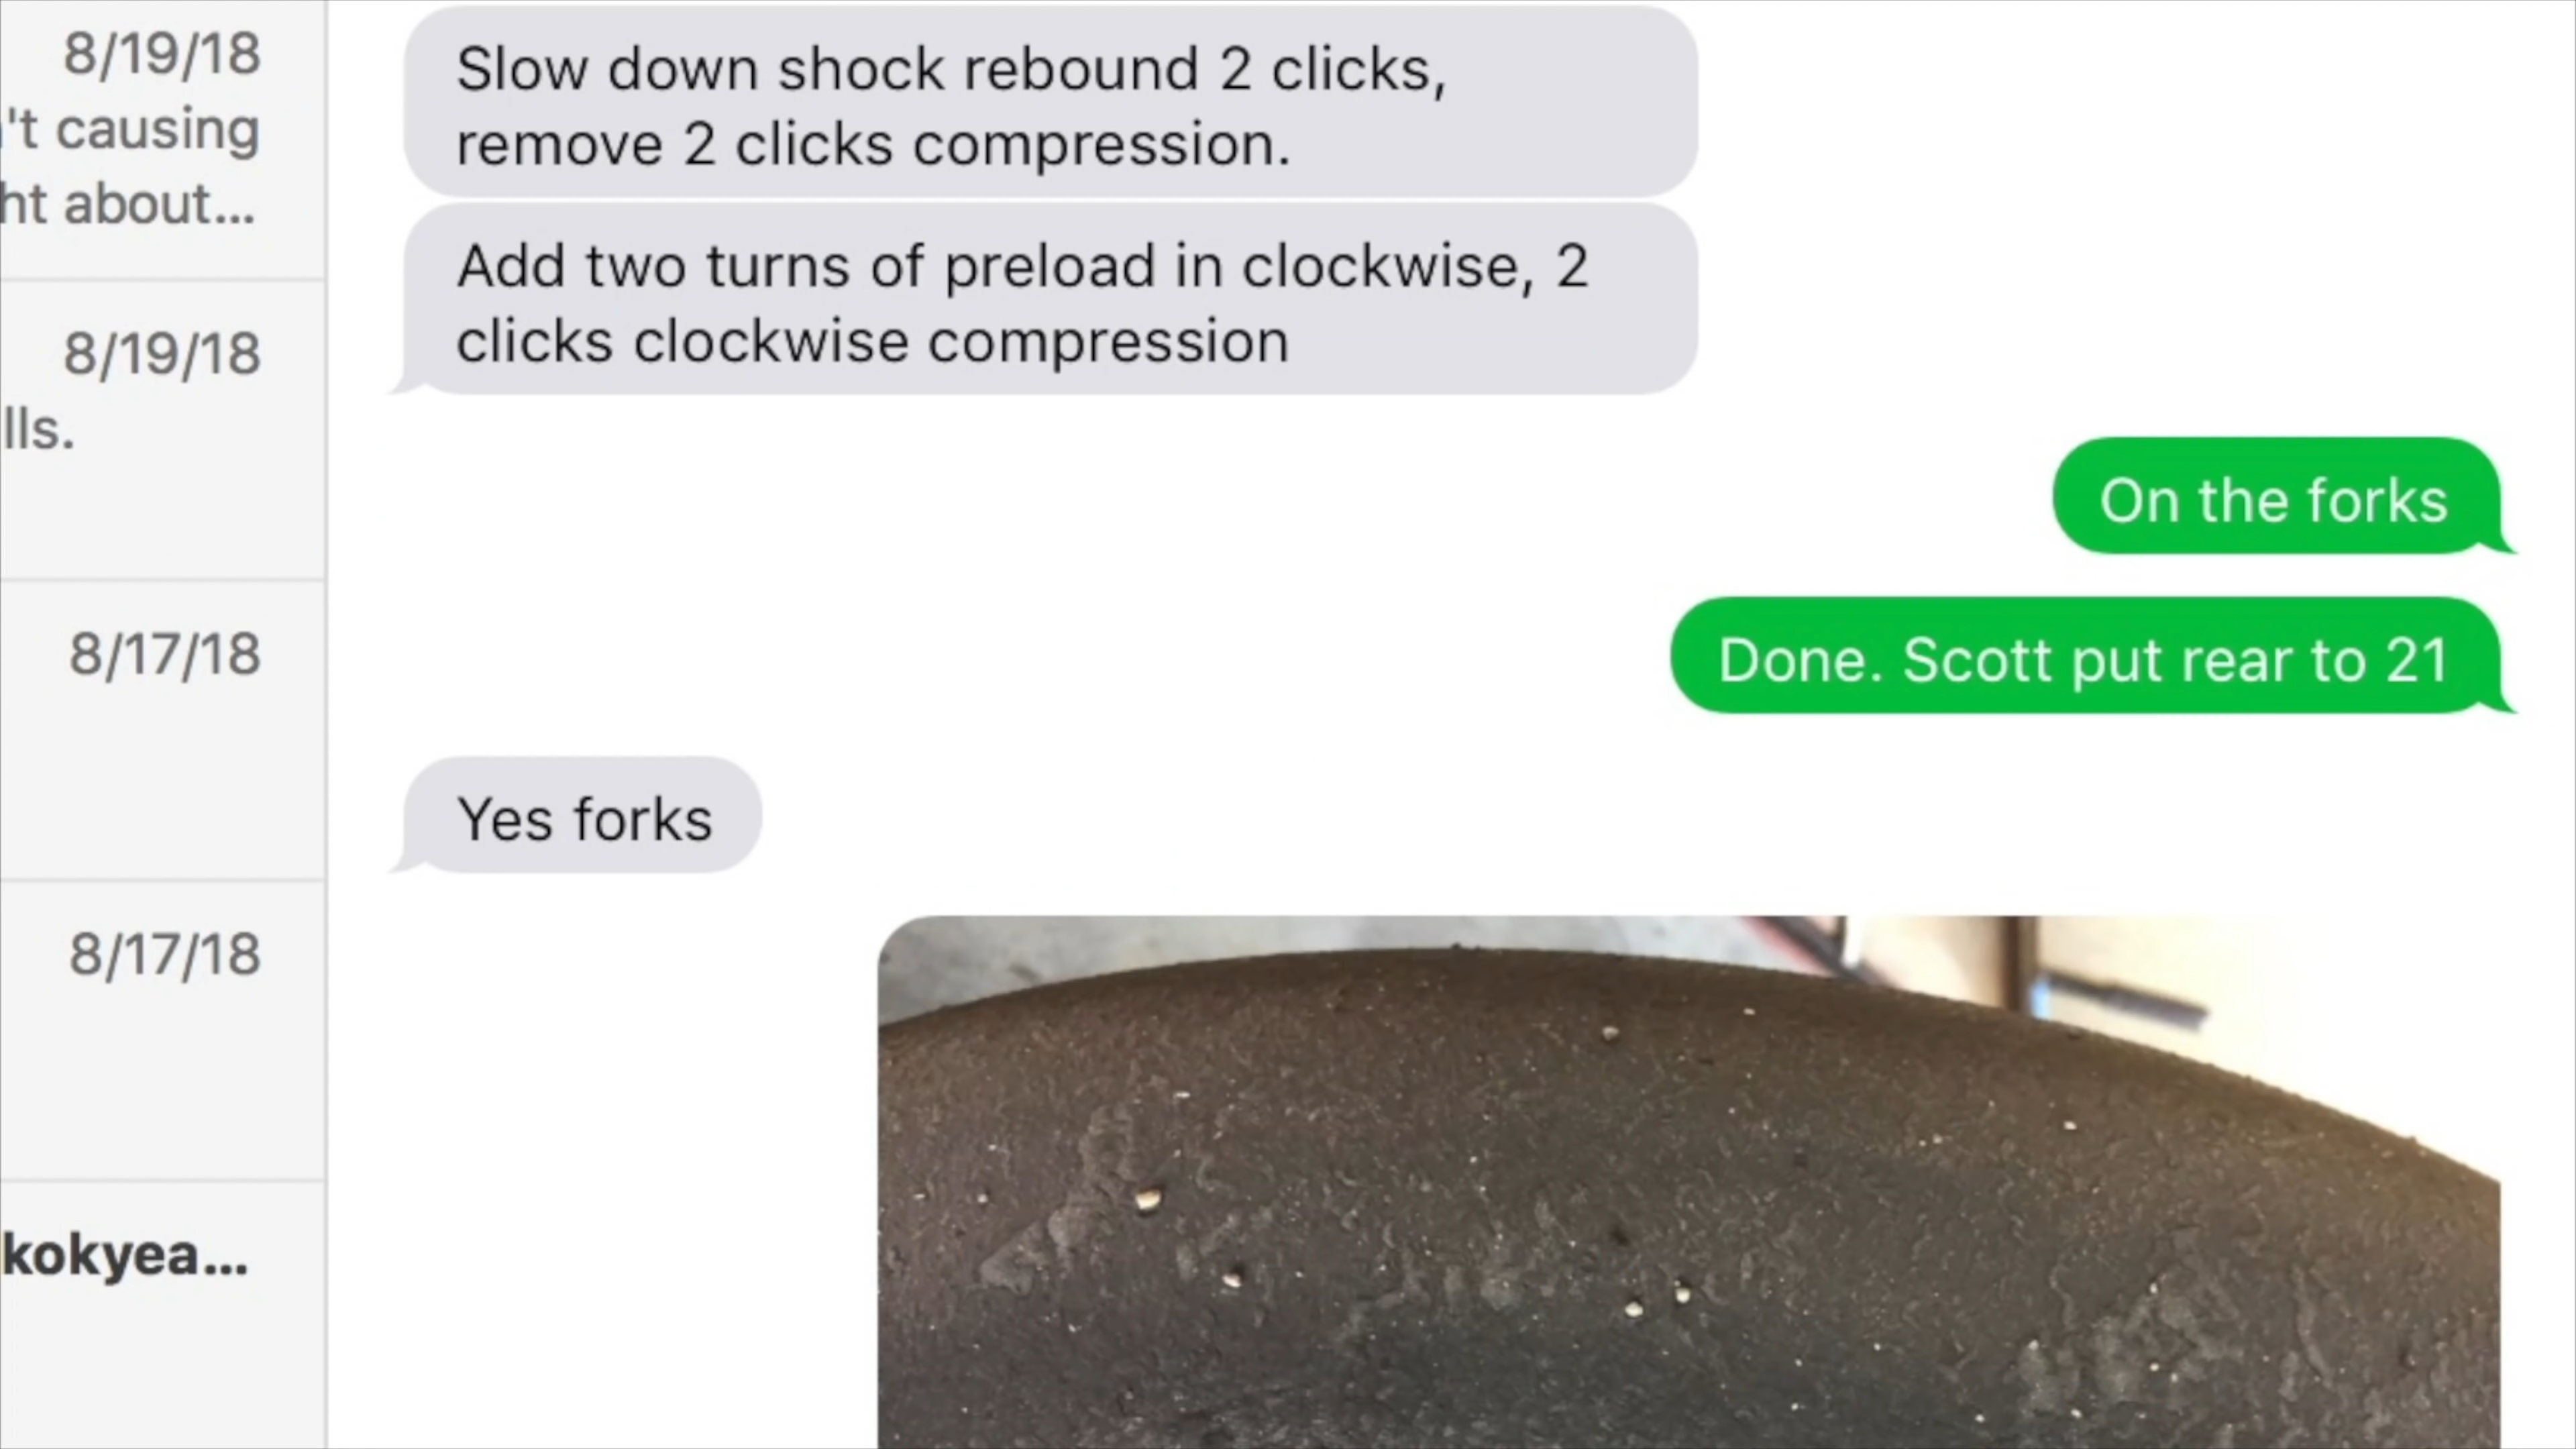 8/19/18
't causing
ht about...
8/19/18
lls.
8/17/18
8/17/18
kokyea...
Slow down shock rebound 2 clicks,
remove 2 clicks compression.
Add two turns of preload in clockwise, 2
clicks clockwise compression
On the forks
Done. Scott put rear to 21
Yes forks